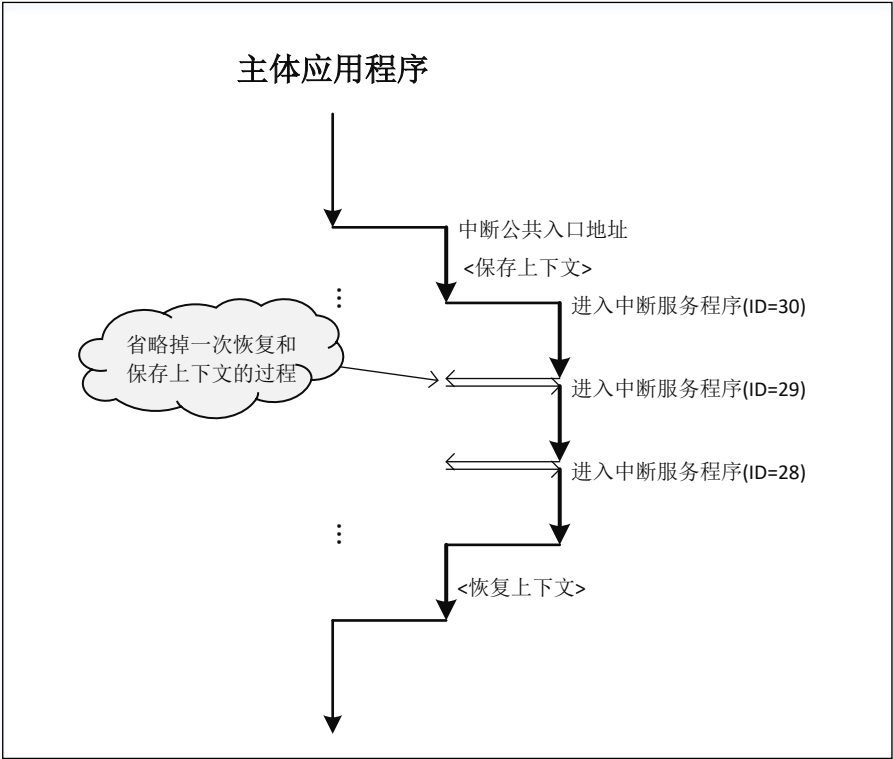 主体应用程序
中断公共入口地址
<保存上下文>
进入中断服务程序(ID=30)
省略掉一次恢复和
保存上下文的过程
进入中断服务程序(ID=29)
进入中断服务程序(ID=28)
<恢复上下文>